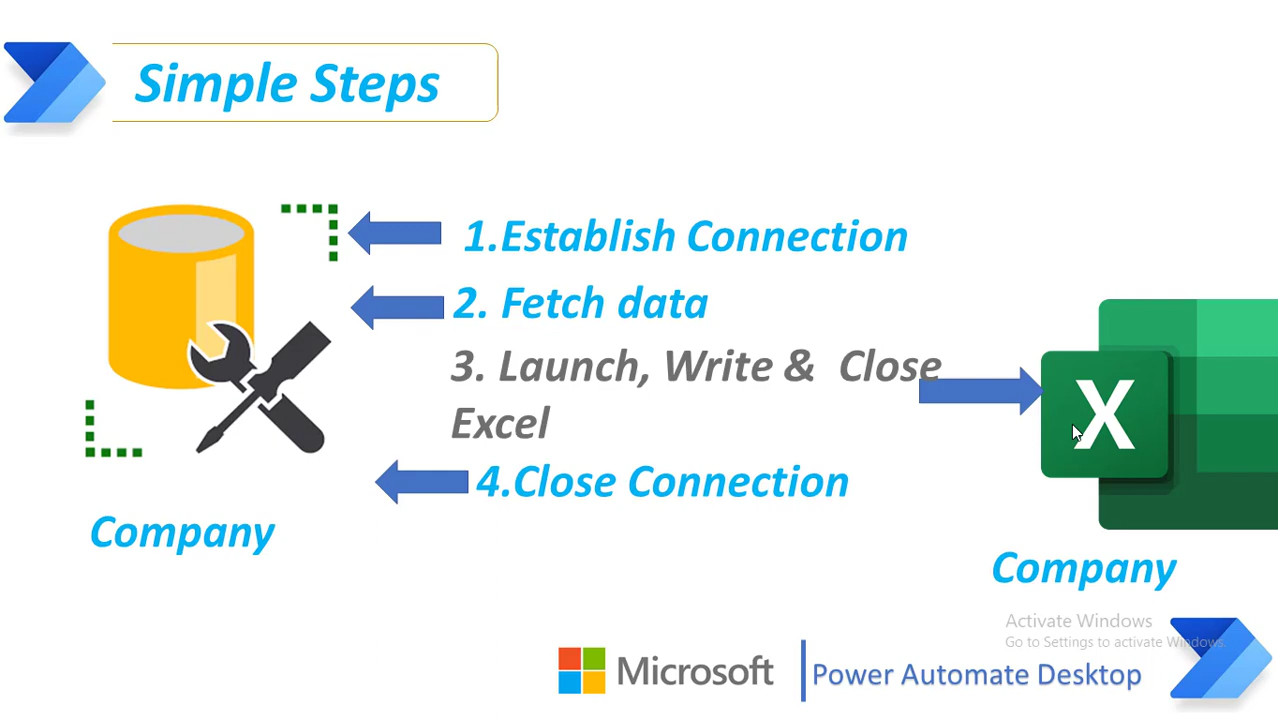 Simple Steps
1.Establish Connection
2. Fetch data
3. Launch, Write & Close
Excel
4.Close Connection
Company
X
Company
Activate Windows
Go to Settings to activate Windows.
Microsoft
Power Automate Desktop